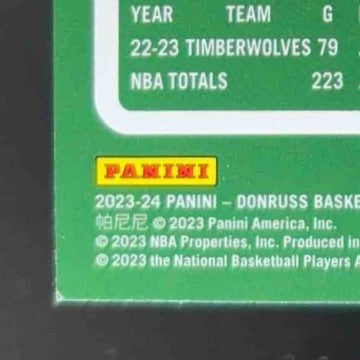 YEAR TEAM G
22-23 TIMBERWOLVES 79
NBA TOTALS 223
PANINI
2023-24 PANINI – DONRUSS BASKE
帕尼尼 © 2023 Panini America, Inc.
© 2023 NBA Properties, Inc. Produced in
© 2023 the National Basketball Players A